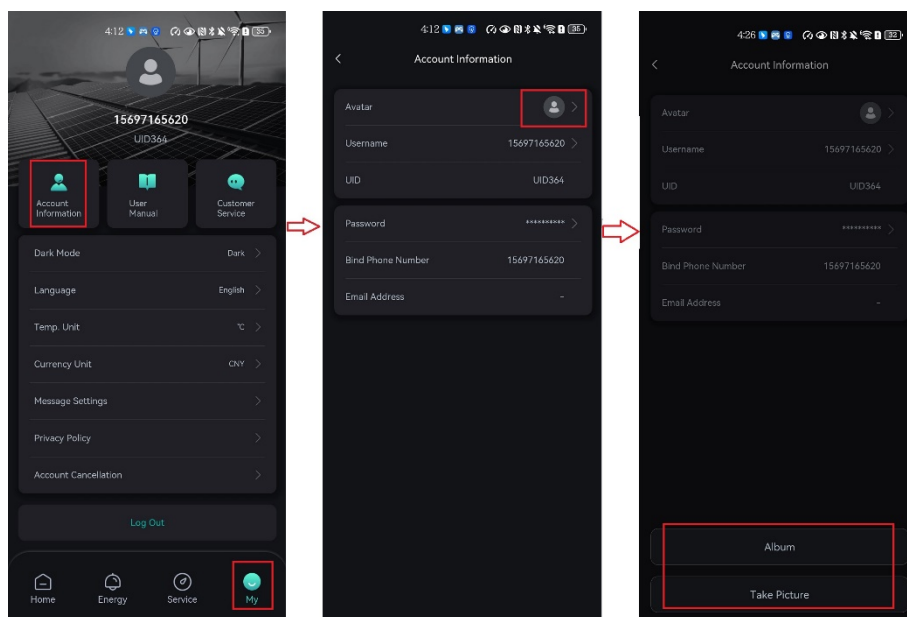 4:12
35
15697165620
UID364
Account
Information
User
Manual
Customer
Service
Dark Mode
Dark
Language
English
Temp. Unit
℃
Currency Unit
CNY
Message Settings
Privacy Policy
Account Cancellation
Log Out
Home
Energy
Service
My
4:12
35
Account Information
Avatar
Username
15697165620
UID
UID364
Password
**********
Bind Phone Number
15697165620
Email Address
-
4:26
32
Account Information
Avatar
Username
15697165620
UID
UID364
Password
**********
Bind Phone Number
15697165620
Email Address
-
Album
Take Picture